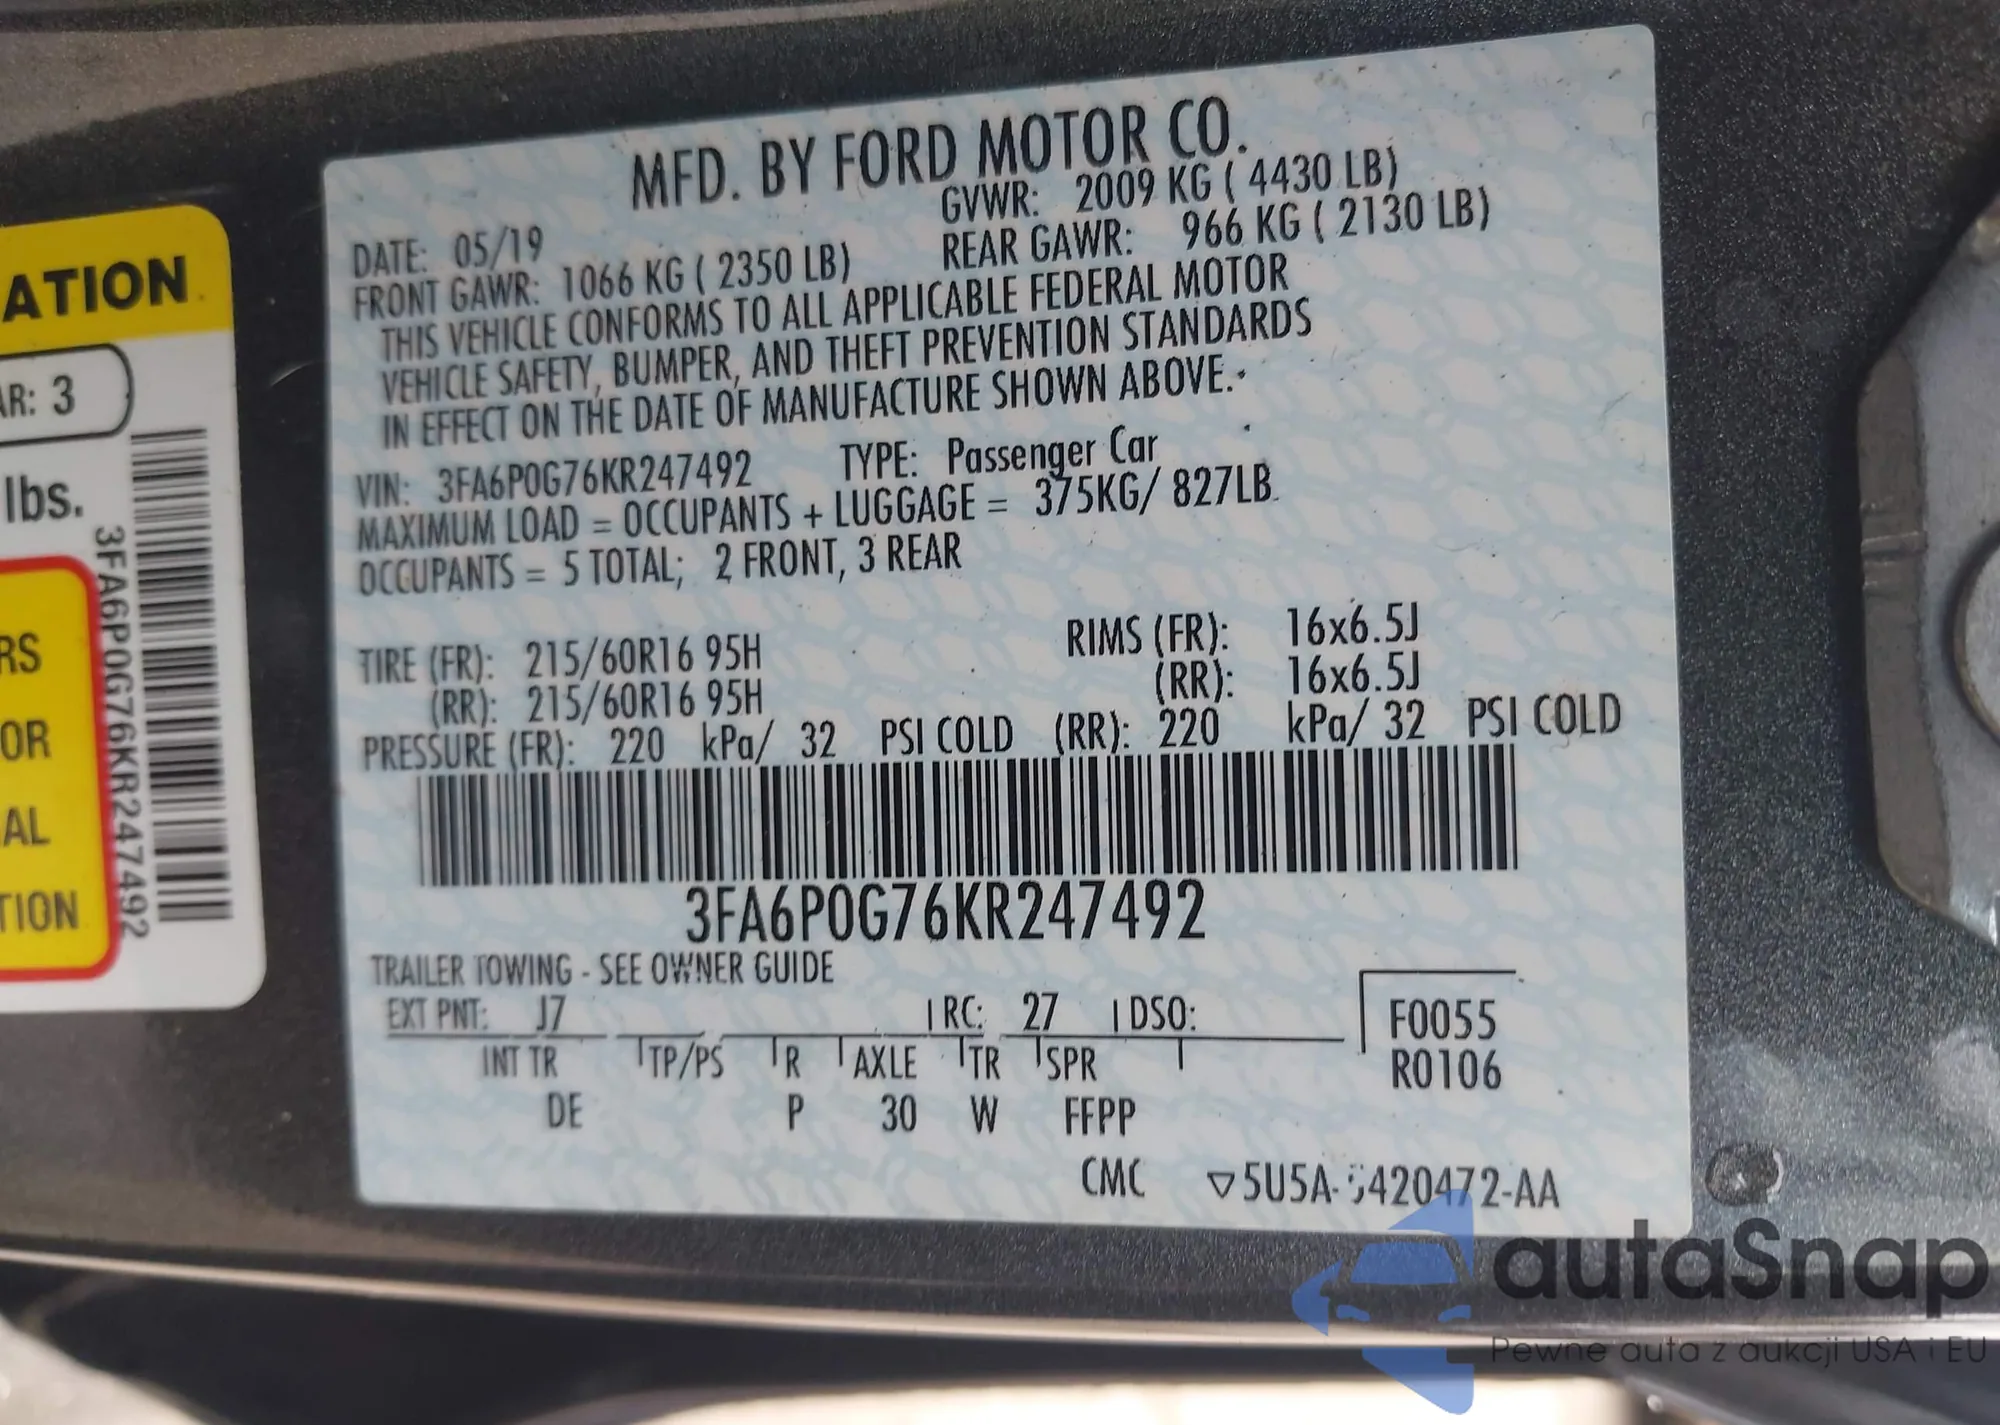 MFD. BY FORD MOTOR CO.
DATE: 05/19 GVWR: 2009 KG ( 4430 LB)
FRONT GAWR: 1066 KG ( 2350 LB) REAR GAWR: 966 KG ( 2130 LB)
THIS VEHICLE CONFORMS TO ALL APPLICABLE FEDERAL MOTOR
VEHICLE SAFETY, BUMPER, AND THEFT PREVENTION STANDARDS
IN EFFECT ON THE DATE OF MANUFACTURE SHOWN ABOVE.
VIN: 3FA6P0G76KR247492 TYPE: Passenger Car
MAXIMUM LOAD = OCCUPANTS + LUGGAGE = 375KG/ 827LB
OCCUPANTS = 5 TOTAL; 2 FRONT, 3 REAR
TIRE (FR): 215/60R16 95H RIMS (FR): 16x6.5J
(RR): 215/60R16 95H (RR): 16x6.5J
PRESSURE (FR): 220 kPa/ 32 PSI COLD (RR): 220 kPa/ 32 PSI COLD
3FA6P0G76KR247492
TRAILER TOWING - SEE OWNER GUIDE
EXT PNT: J7 RC: 27 DSO:
F0055
R0106
INT TR TP/PS R AXLE TR SPR
DE P 30 W FFPP
CMC
ATION
AR: 3
lbs.
3FA6P0G76KR247492
RS
OR
AL
TION
autaSnap
Pewne auta z aukcji USA i EU